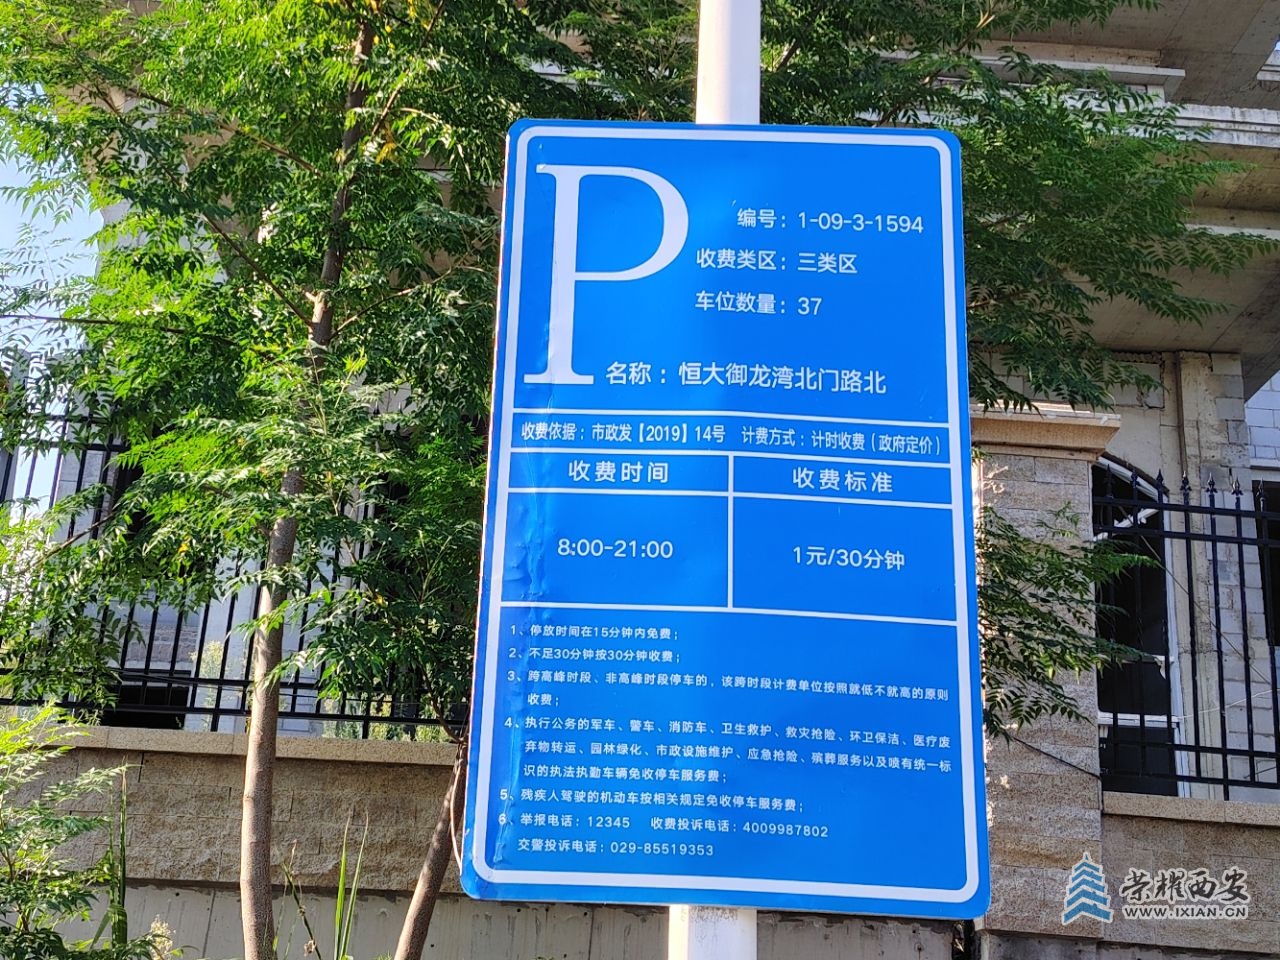 P
编号：1-09-3-1594
收费类区：三类区
车位数量：37
名称：恒大御龙湾北门路北
收费依据：市政发【2019】14号 计费方式：计时收费（政府定价）
收费时间 收费标准
8:00-21:00 1元/30分钟
1、停放时间在15分钟内免费；
2、不足30分钟按30分钟收费；
3、跨高峰时段、非高峰时段停车的，该跨时段计费单位按照就低不就高的原则
收费；
4、执行公务的军车、警车、消防车、卫生救护、救灾抢险、环卫保洁、医疗废
弃物转运、园林绿化、市政设施维护、应急抢险、殡葬服务以及喷有统一标
识的执法执勤车辆免收停车服务费；
5、残疾人驾驶的机动车按相关规定免收停车服务费；
6、举报电话：12345 收费投诉电话：4009987802
交警投诉电话：029-85519353
荣耀西安
WWW.IXIAN.CN